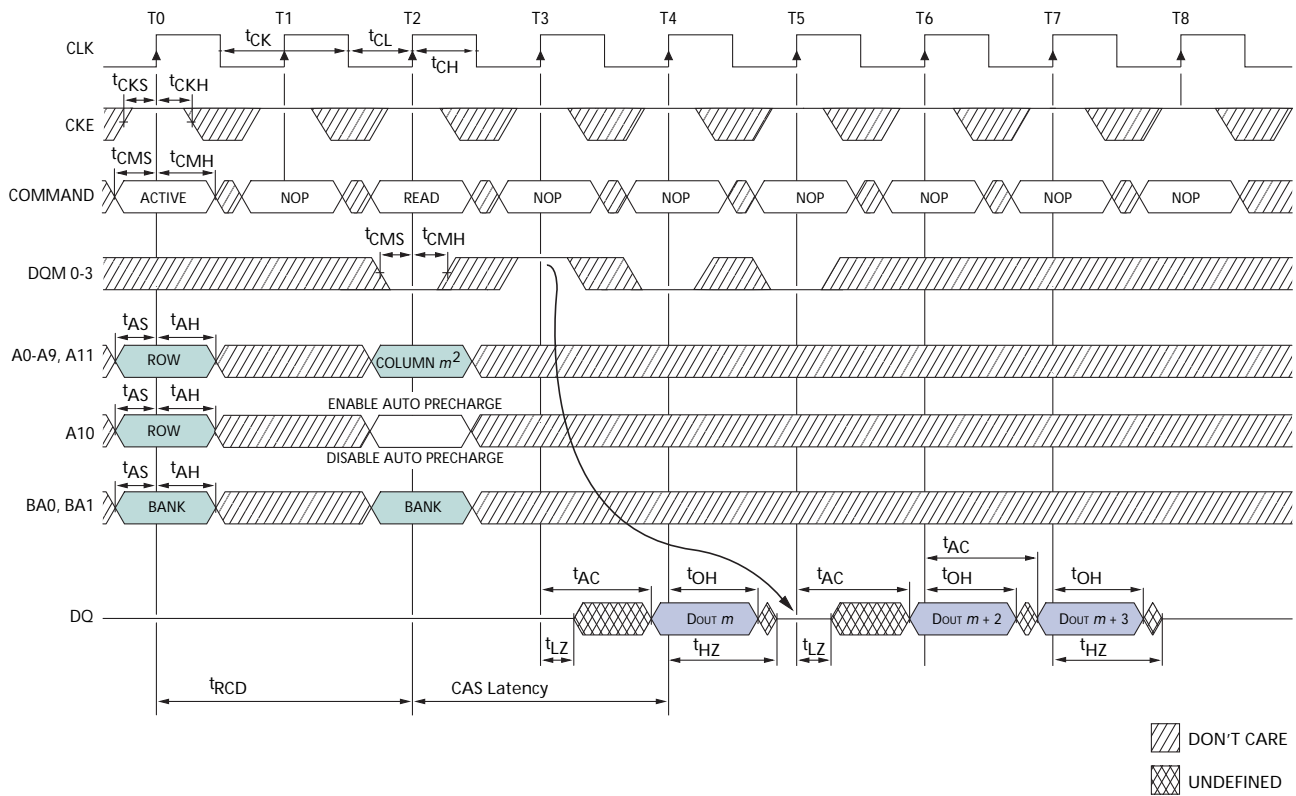 T0 T1 T2 T3 T4 T5 T6 T7 T8
CLK tCK tCL tCH
tCKS tCKH
CKE
tCMS tCMH
COMMAND ACTIVE NOP READ NOP NOP NOP NOP NOP NOP
tCMS tCMH
DQM 0-3
tAS tAH
A0-A9, A11 ROW COLUMN m2
tAS tAH ENABLE AUTO PRECHARGE
A10 ROW
DISABLE AUTO PRECHARGE
tAS tAH
BA0, BA1 BANK BANK
tAC
tAC tOH tAC tOH tOH
DQ DOUT m DOUT m + 2 DOUT m + 3
tLZ tHZ tLZ tHZ
tRCD CAS Latency
DON'T CARE
UNDEFINED